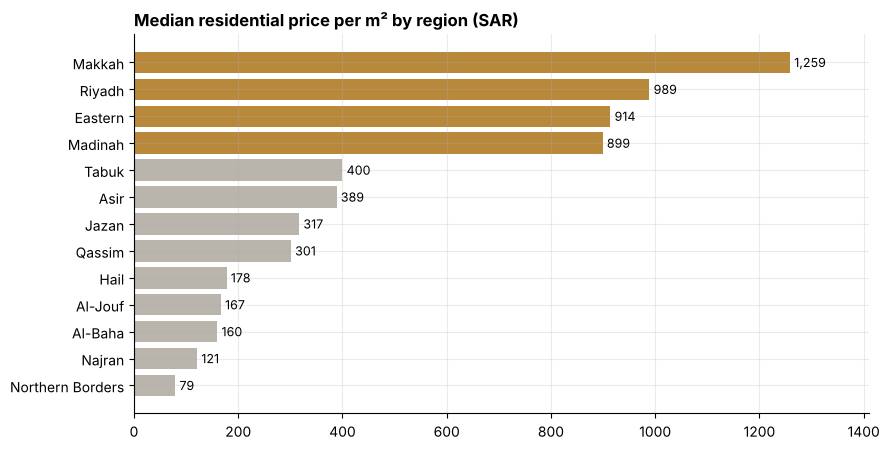 Median residential price per m² by region (SAR)
Makkah 1,259
Riyadh 989
Eastern 914
Madinah 899
Tabuk 400
Asir 389
Jazan 317
Qassim 301
Hail 178
Al-Jouf 167
Al-Baha 160
Najran 121
Northern Borders 79
0 200 400 600 800 1000 1200 1400